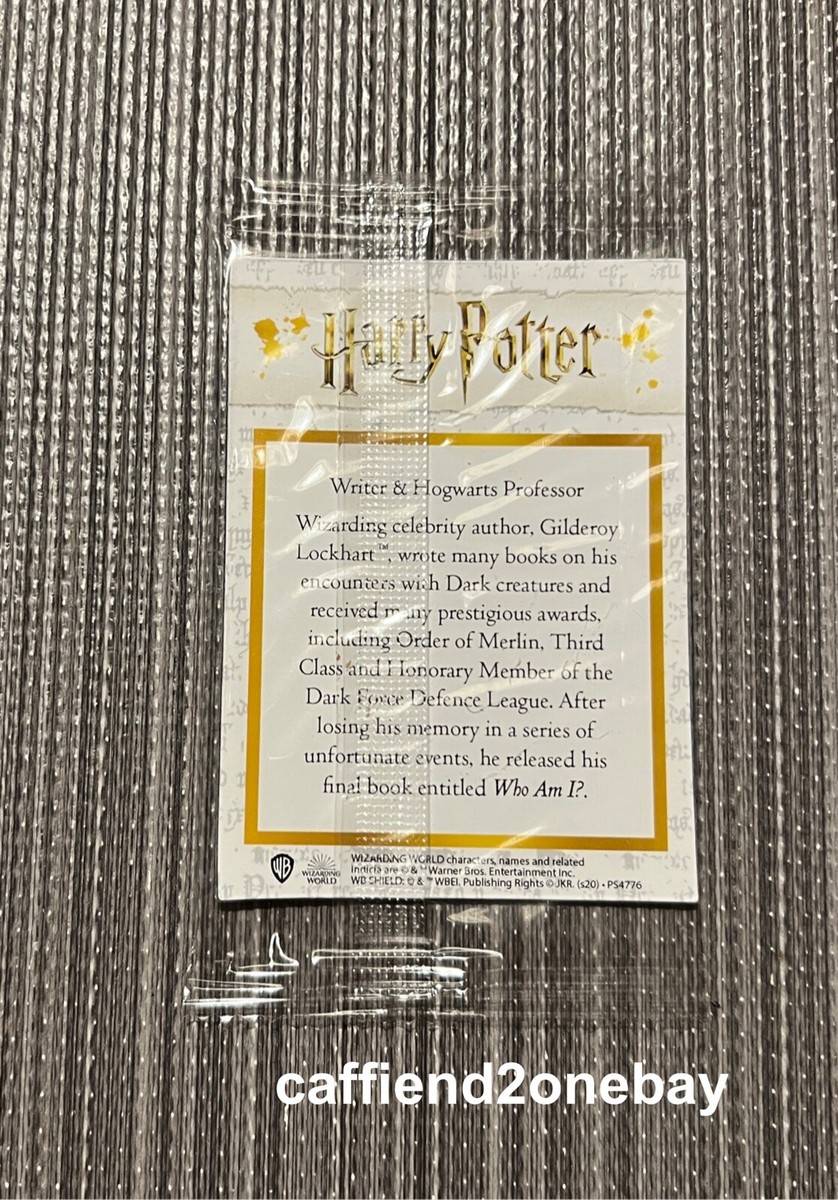 Harry Potter
Writer & Hogwarts Professor
Wizarding celebrity author, Gilderoy
Lockhart™, wrote many books on his
encounters with Dark creatures and
received many prestigious awards,
including Order of Merlin, Third
Class and Honorary Member of the
Dark Force Defence League. After
losing his memory in a series of
unfortunate events, he released his
final book entitled Who Am I?.
WB
WIZARDING
WORLD
WIZARDING WORLD characters, names and related
indicia are © & ™ Warner Bros. Entertainment Inc.
WB SHIELD: © & ™ WBEI. Publishing Rights © JKR. (s20) • PS4776
caffiend2onebay